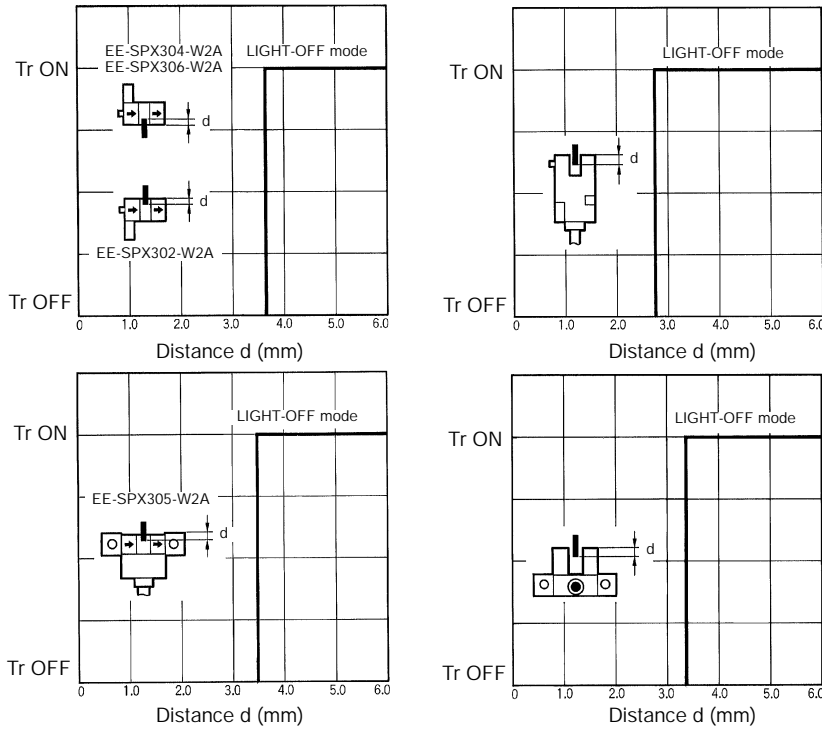 EE-SPX304-W2A
EE-SPX306-W2A
LIGHT-OFF mode
Tr ON
d
d
EE-SPX302-W2A
Tr OFF
0 1.0 2.0 3.0 4.0 5.0 6.0
Distance d (mm)
LIGHT-OFF mode
Tr ON
d
Tr OFF
0 1.0 2.0 3.0 4.0 5.0 6.0
Distance d (mm)
LIGHT-OFF mode
Tr ON
EE-SPX305-W2A
d
Tr OFF
0 1.0 2.0 3.0 4.0 5.0 6.0
Distance d (mm)
LIGHT-OFF mode
Tr ON
d
Tr OFF
0 1.0 2.0 3.0 4.0 5.0 6.0
Distance d (mm)